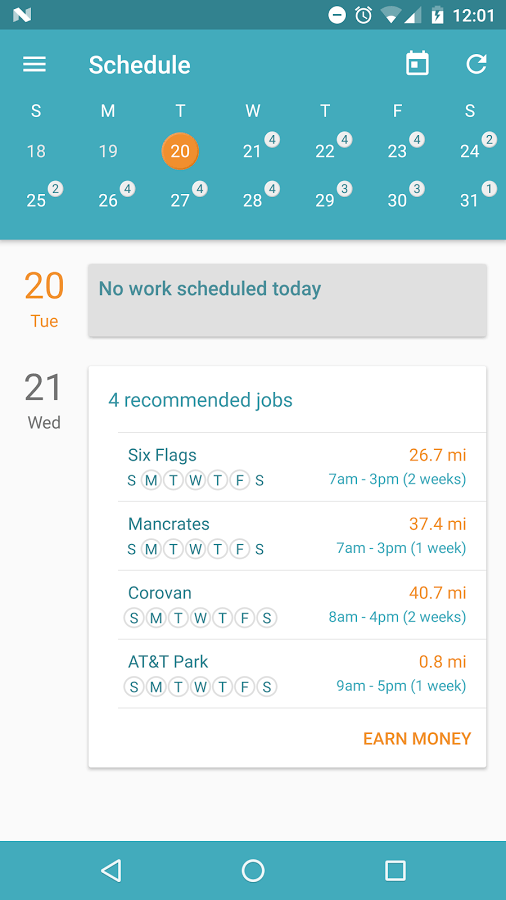 12:01
Schedule
S M T W T F S
18 19 20 21 4 22 4 23 4 24 2
25 2 26 4 27 4 28 4 29 3 30 3 31 1
20 No work scheduled today
Tue
21
Wed
4 recommended jobs
Six Flags 26.7 mi
S M T W T F S 7am - 3pm (2 weeks)
Mancrates 37.4 mi
S M T W T F S 7am - 3pm (1 week)
Corovan 40.7 mi
S M T W T F S 8am - 4pm (2 weeks)
AT&T Park 0.8 mi
S M T W T F S 9am - 5pm (1 week)
EARN MONEY